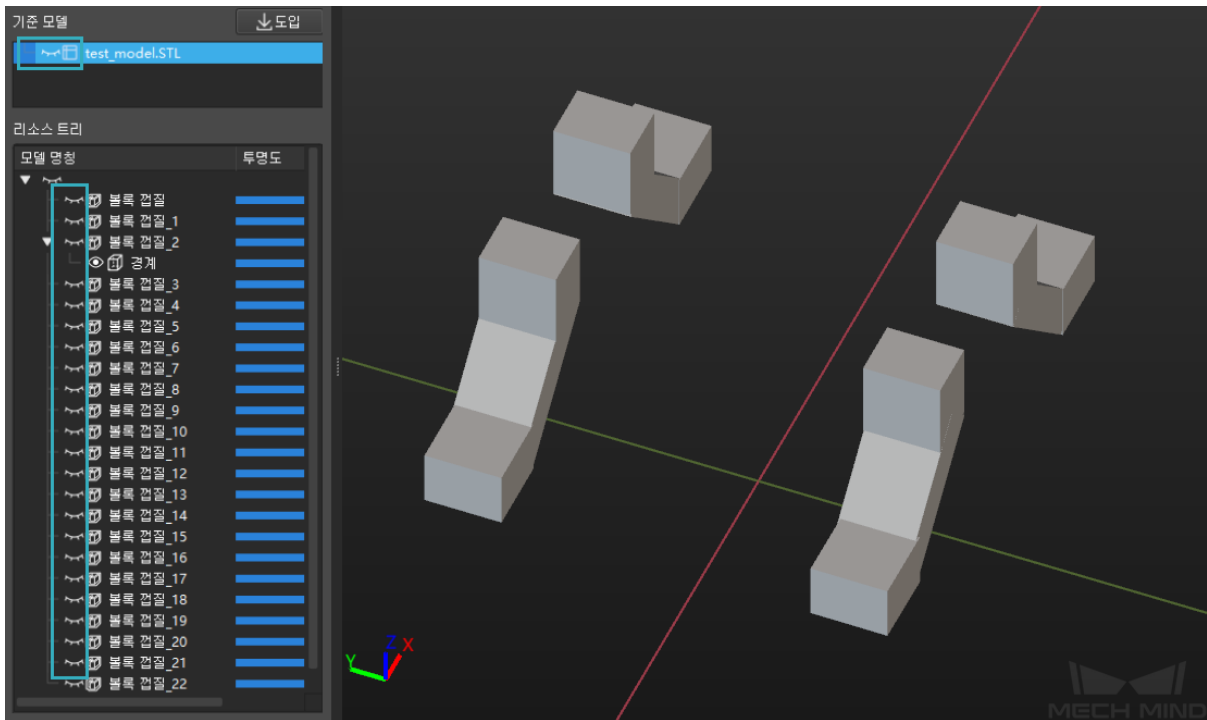 기준 모델
도입
test_model.STL
리소스 트리
모델 명칭 투명도
볼록 껍질
볼록 껍질_1
볼록 껍질_2
경계
볼록 껍질_3
볼록 껍질_4
볼록 껍질_5
볼록 껍질_6
볼록 껍질_7
볼록 껍질_8
볼록 껍질_9
볼록 껍질_10
볼록 껍질_11
볼록 껍질_12
볼록 껍질_13
볼록 껍질_14
볼록 껍질_15
볼록 껍질_16
볼록 껍질_17
볼록 껍질_18
볼록 껍질_19
볼록 껍질_20
볼록 껍질_21
볼록 껍질_22
Z
X
Y
MECH MIND